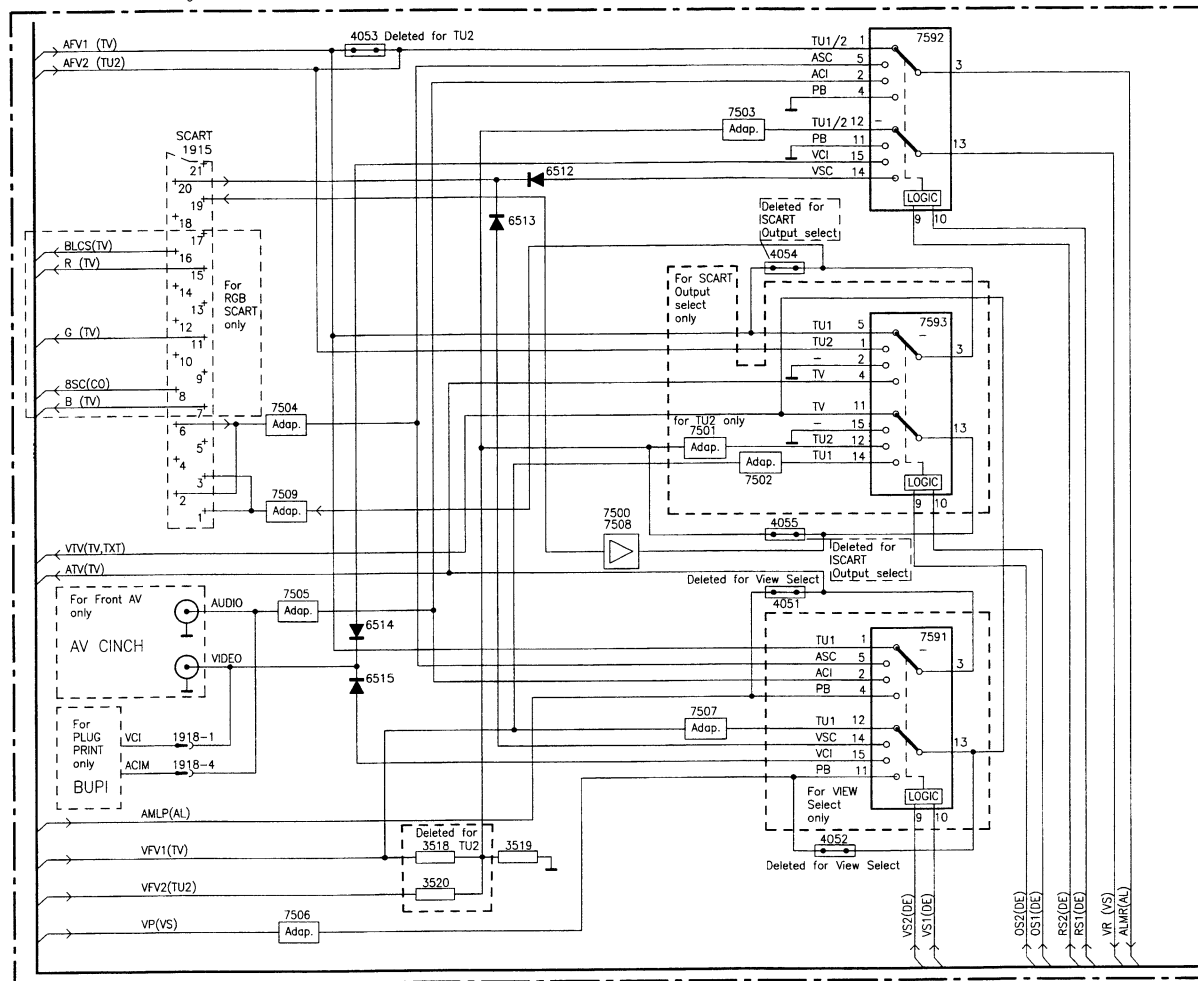 AFV1 (TV)
4053 Deleted for TU2
AFV2 (TU2)
TU1/2 1
ASC 5
ACI 2
PB 4
7592
3
7503
Adap.
TU1/2 12
PB 11
VCI 15
VSC 14
13
LOGIC
9 10
SCART
1915
21
20
19
18
17
16
15
14
13
12
11
10
9
8
7
6
5
4
3
2
1
6512
6513
BLCS(TV)
R (TV)
G (TV)
BSC(CO)
B (TV)
For
RGB
SCART
only
Deleted for
SCART
Output select
4054
For SCART
Output
select
only
TU1 5
TU2 1
– 2
TV 4
7593
3
TV 11
– 15
TU2 12
TU1 14
13
LOGIC
9 10
for TU2 only
7501
Adap.
Adap.
7502
7504
Adap.
7509
Adap.
7500
7508
4055
Deleted for
SCART
Output select
VTV(TV,TXT)
ATV(TV)
Deleted for View Select
4051
For Front AV
only
AUDIO
AV CINCH
VIDEO
7505
Adap.
6514
6515
TU1 1
ASC 5
ACI 2
PB 4
7591
3
7507
Adap.
TU1 12
VSC 14
VCI 15
PB 11
13
LOGIC
9 10
For VIEW
Select
only
4052
Deleted for View Select
For
PLUG
PRINT
only
BUPI
VCI 1918-1
ACIM 1918-4
AMLP(AL)
VFV1(TV)
VFV2(TU2)
VP(VS)
Deleted for
TU2
3518
3519
3520
7506
Adap.
VS2(DE)
VS1(DE)
OS2(DE)
OS1(DE)
RS2(DE)
RS1(DE)
VR (VS)
ALMR(AL)